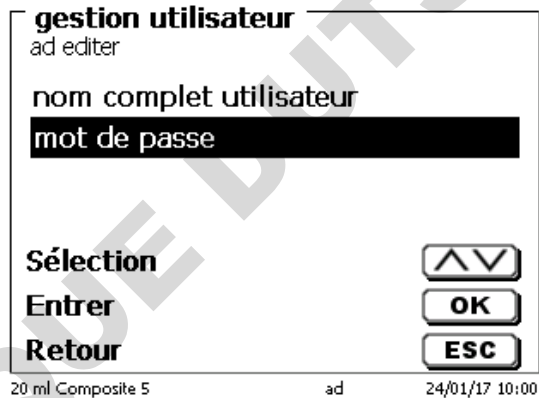 gestion utilisateur
ad editer
nom complet utilisateur
mot de passe
Sélection
Entrer OK
Retour ESC
20 ml Composite 5 ad 24/01/17 10:00